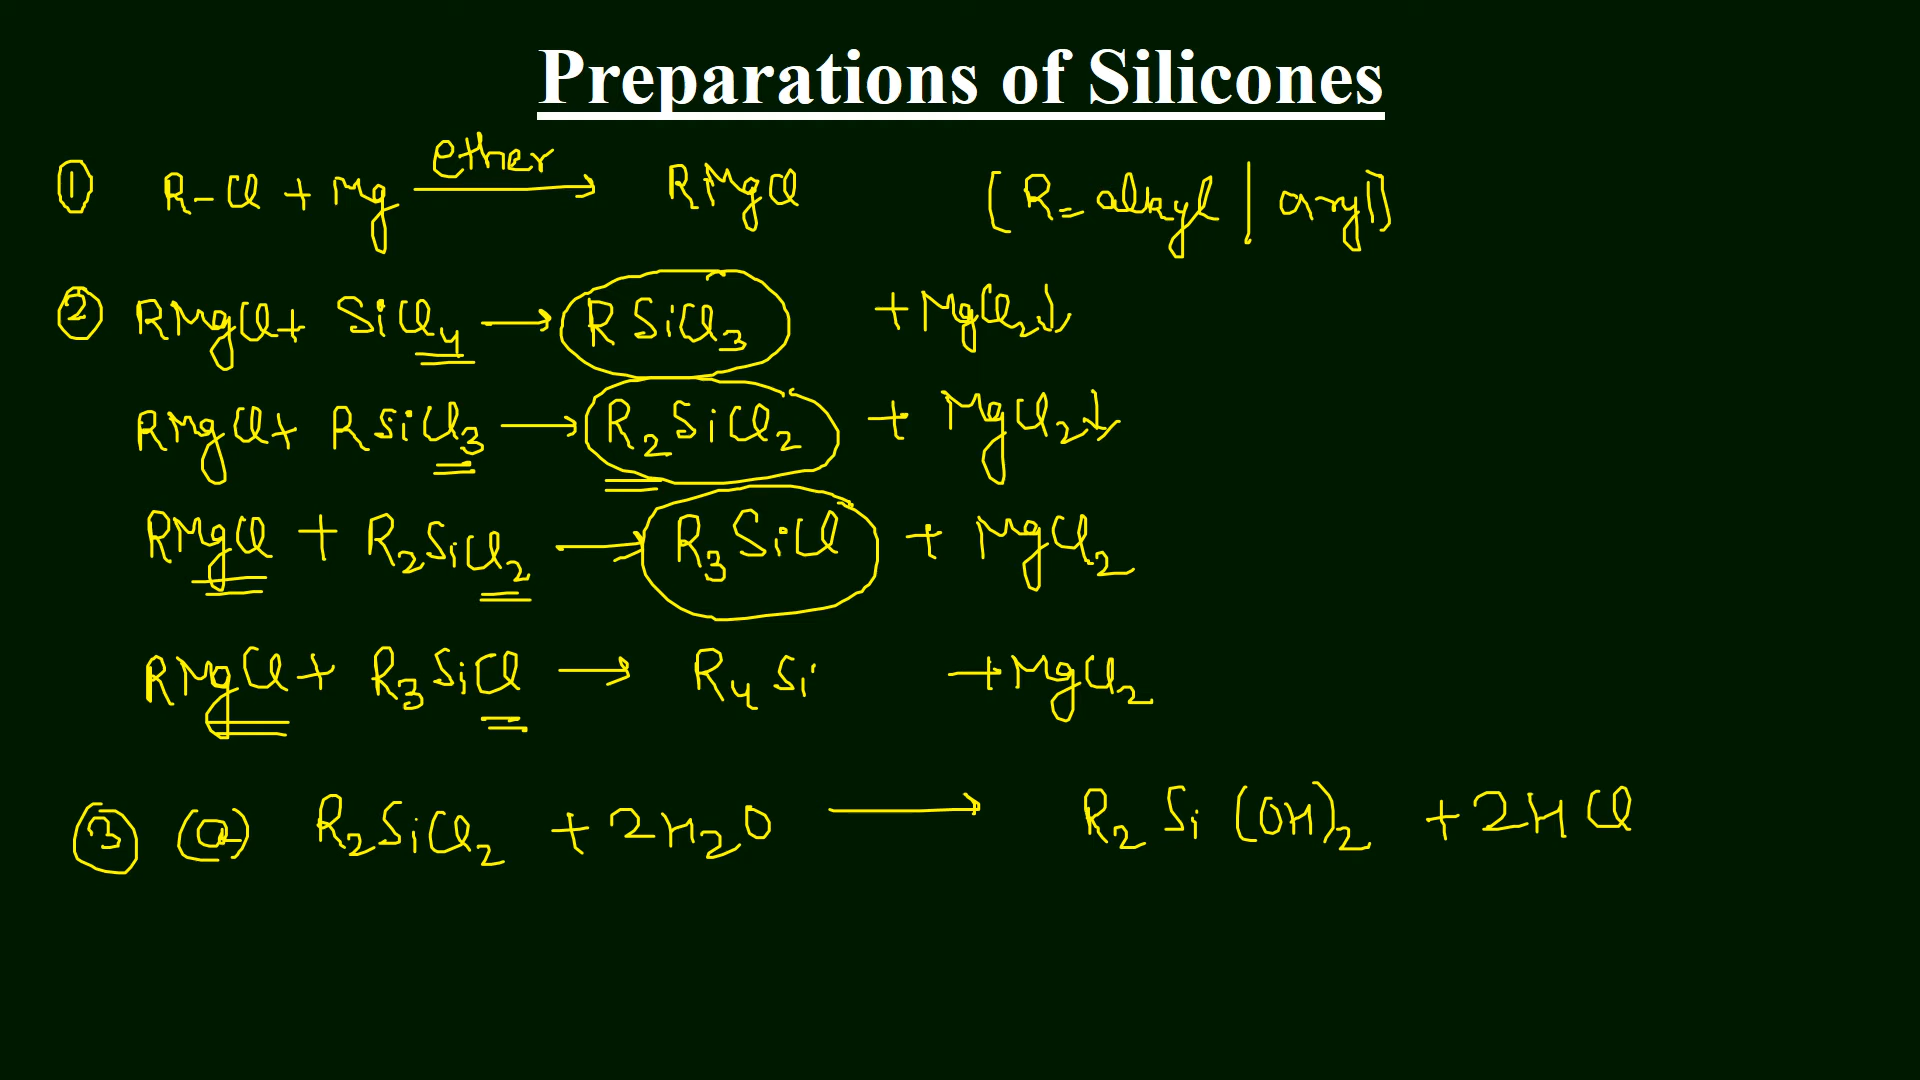 Preparations of Silicones
① R-Cl + Mg ether → RMgCl [R = alkyl | aryl]
② RMgCl + SiCl₄ → RSiCl₃ + MgCl₂↓
RMgCl + RSiCl₃ → R₂SiCl₂ + MgCl₂↓
RMgCl + R₂SiCl₂ → R₃SiCl + MgCl₂
RMgCl + R₃SiCl → R₄Si + MgCl₂
③ (a) R₂SiCl₂ + 2H₂O → R₂Si(OH)₂ + 2HCl